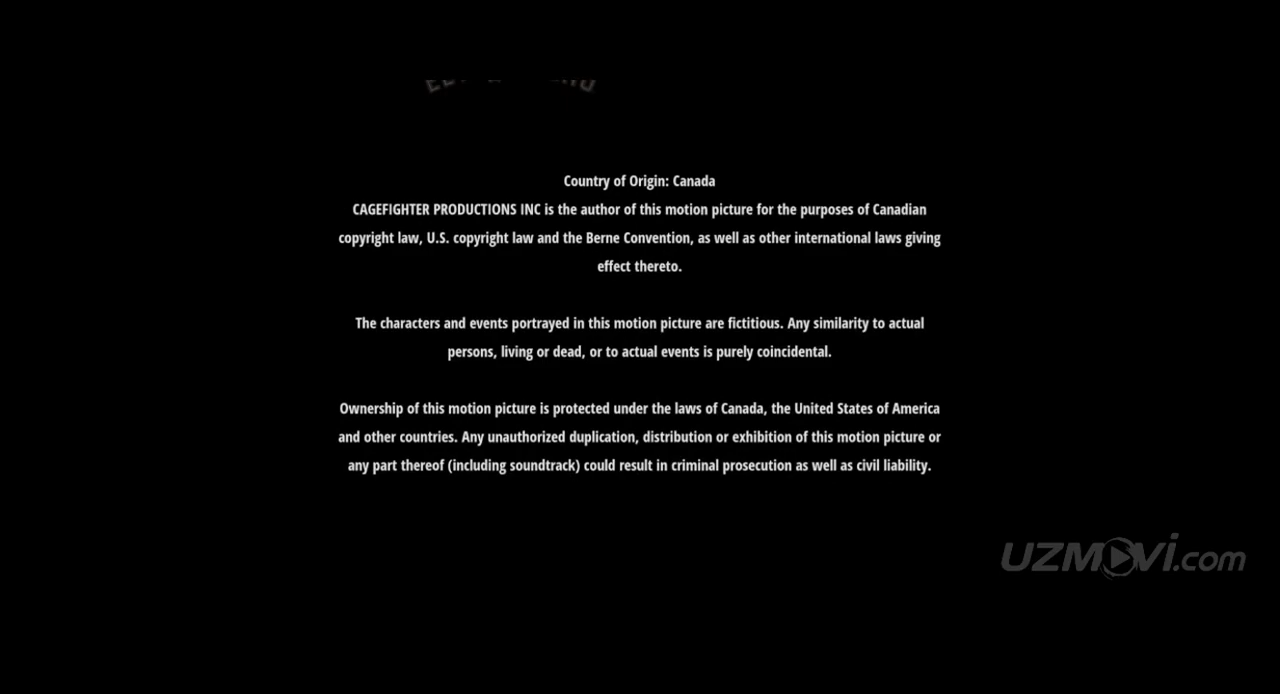 Country of Origin: Canada
CAGEFIGHTER PRODUCTIONS INC is the author of this motion picture for the purposes of Canadian
copyright law, U.S. copyright law and the Berne Convention, as well as other international laws giving
effect thereto.
The characters and events portrayed in this motion picture are fictitious. Any similarity to actual
persons, living or dead, or to actual events is purely coincidental.
Ownership of this motion picture is protected under the laws of Canada, the United States of America
and other countries. Any unauthorized duplication, distribution or exhibition of this motion picture or
any part thereof (including soundtrack) could result in criminal prosecution as well as civil liability.
UZMOVi.com